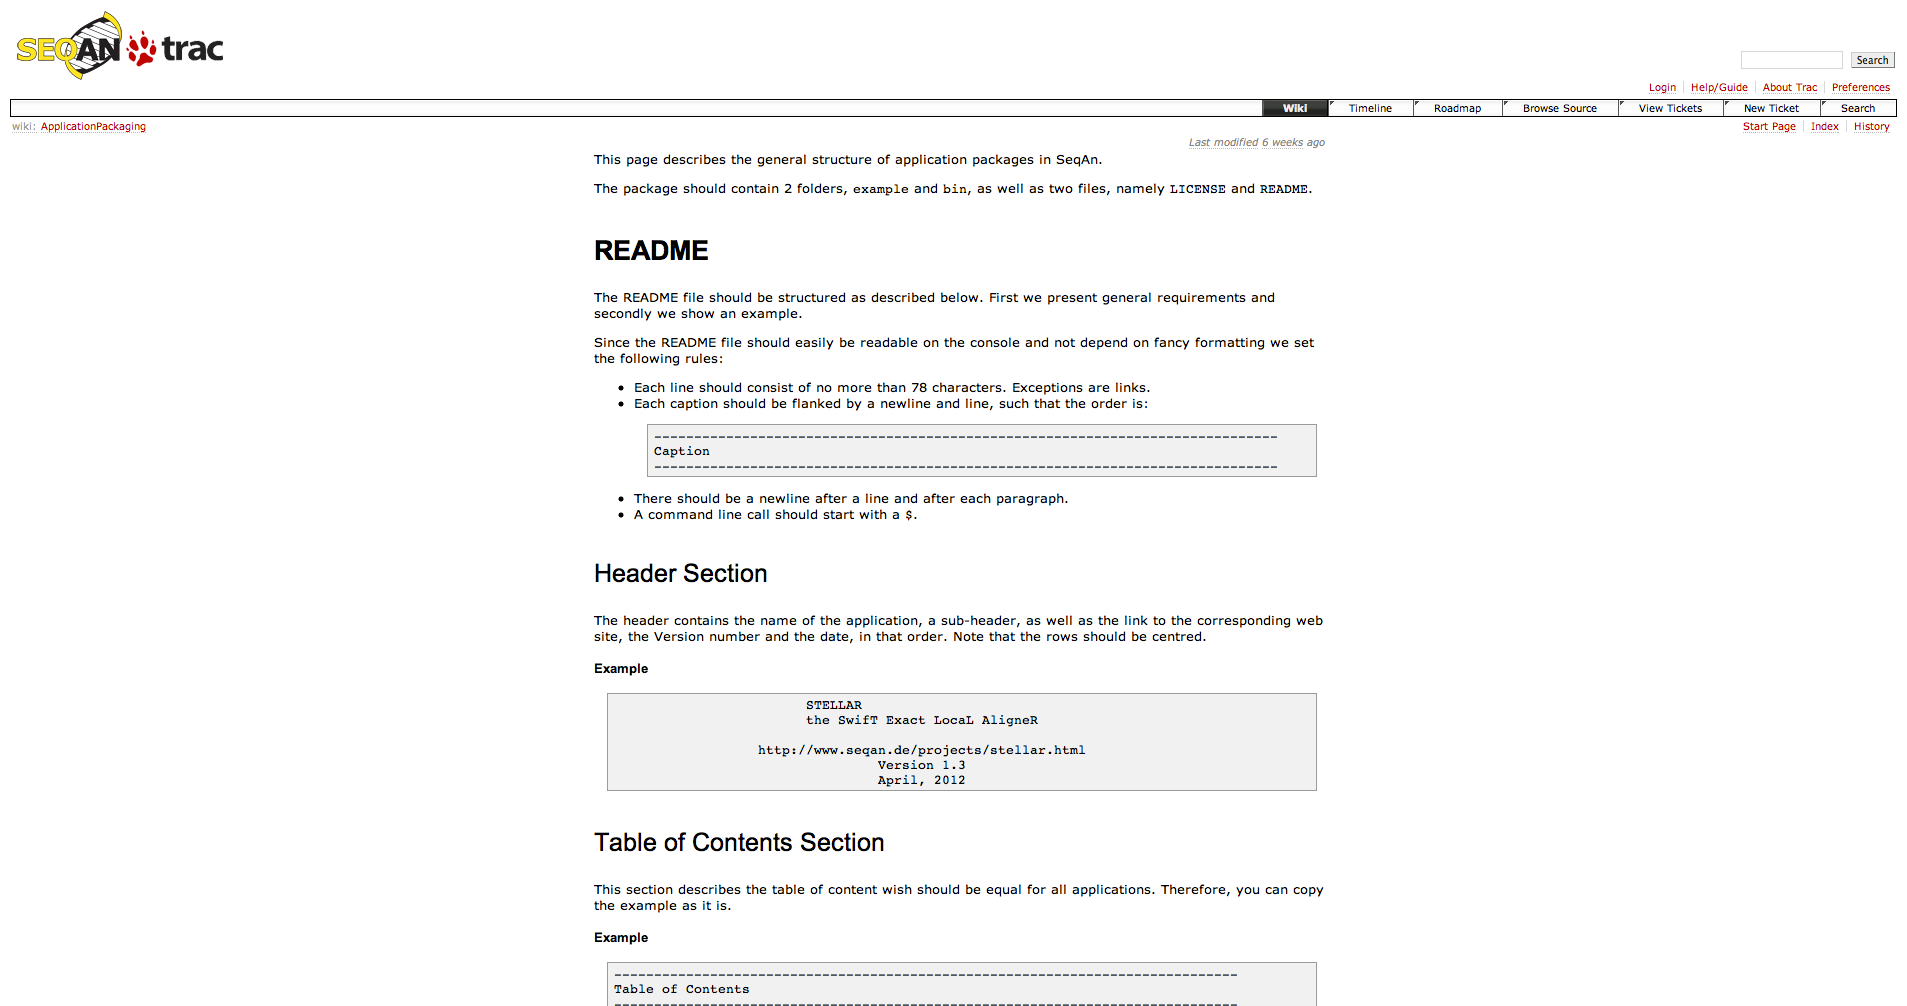 SEQAN trac
Search
Login Help/Guide About Trac Preferences
Wiki Timeline Roadmap Browse Source View Tickets New Ticket Search
wiki: ApplicationPackaging
Start Page Index History
Last modified 6 weeks ago
This page describes the general structure of application packages in SeqAn.
The package should contain 2 folders, example and bin, as well as two files, namely LICENSE and README.
README
The README file should be structured as described below. First we present general requirements and
secondly we show an example.
Since the README file should easily be readable on the console and not depend on fancy formatting we set
the following rules:
• Each line should consist of no more than 78 characters. Exceptions are links.
• Each caption should be flanked by a newline and line, such that the order is:
------------------------------------------------------------------------------
Caption
------------------------------------------------------------------------------
• There should be a newline after a line and after each paragraph.
• A command line call should start with a $.
Header Section
The header contains the name of the application, a sub-header, as well as the link to the corresponding web
site, the Version number and the date, in that order. Note that the rows should be centred.
Example
STELLAR
the SwifT Exact LocaL AligneR
http://www.seqan.de/projects/stellar.html
Version 1.3
April, 2012
Table of Contents Section
This section describes the table of content wish should be equal for all applications. Therefore, you can copy
the example as it is.
Example
------------------------------------------------------------------------------
Table of Contents
------------------------------------------------------------------------------